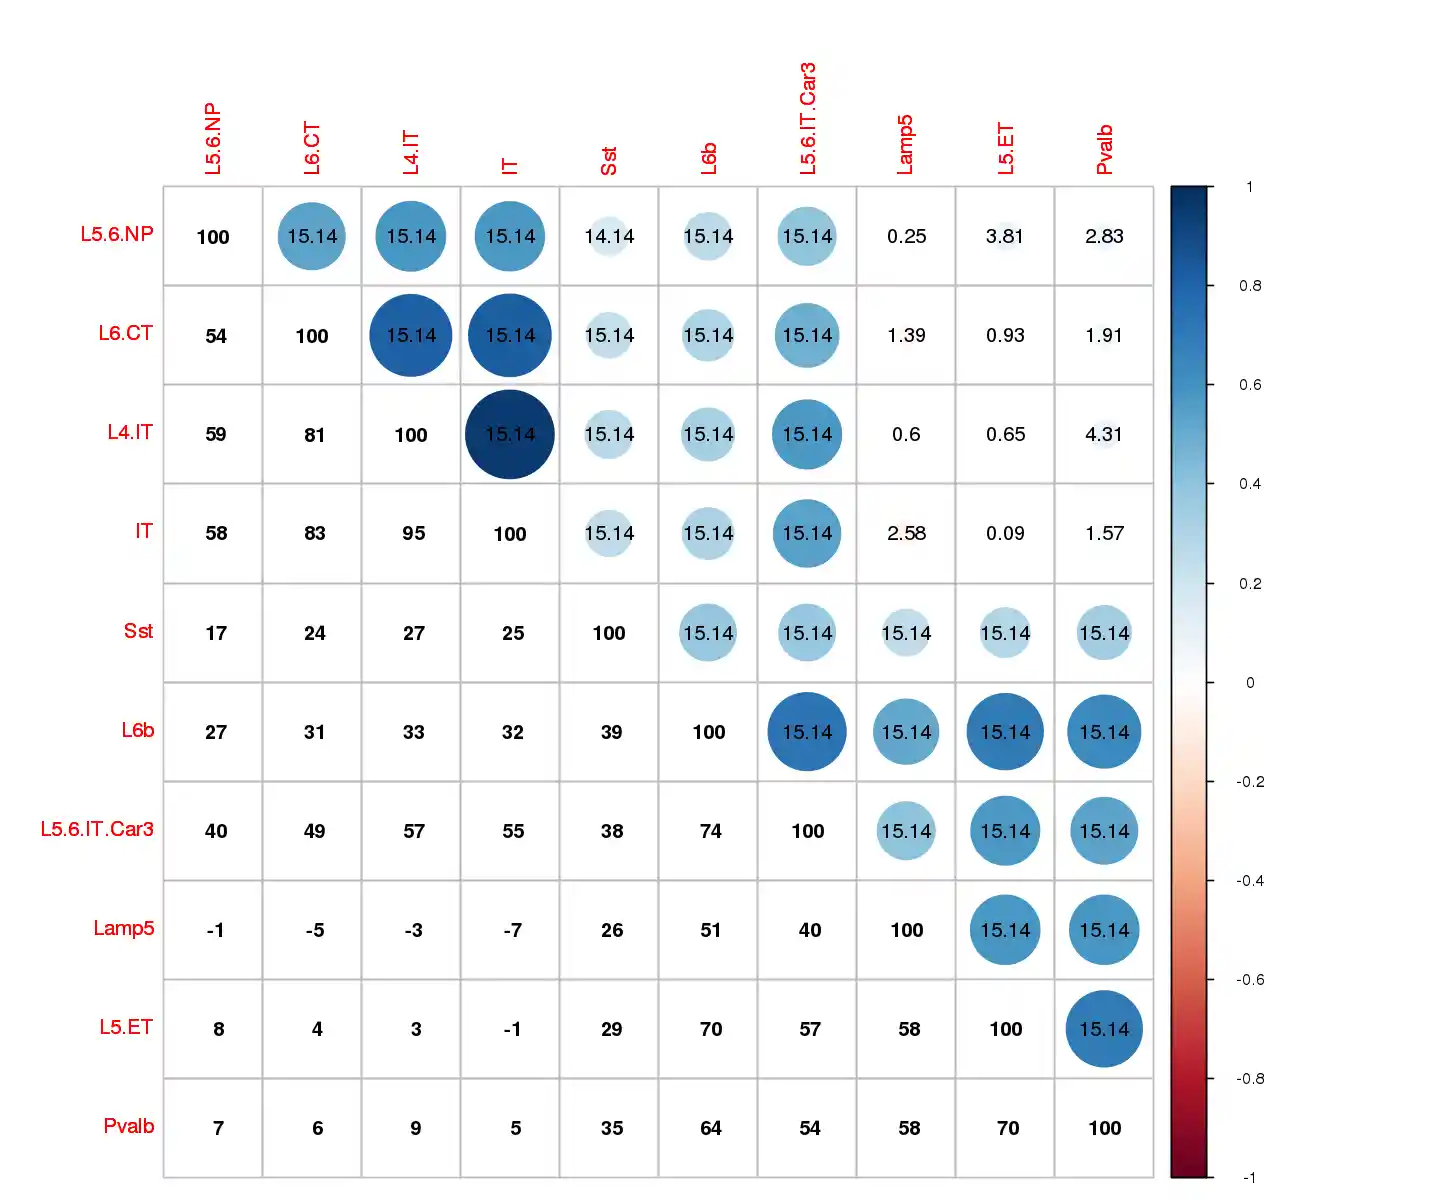 L5.6.NP L6.CT L4.IT IT Sst L6b L5.6.IT.Car3 Lamp5 L5.ET Pvalb
L5.6.NP 100 15.14 15.14 15.14 14.14 15.14 15.14 0.25 3.81 2.83
L6.CT 54 100 15.14 15.14 15.14 15.14 15.14 1.39 0.93 1.91
L4.IT 59 81 100 15.14 15.14 15.14 15.14 0.6 0.65 4.31
IT 58 83 95 100 15.14 15.14 15.14 2.58 0.09 1.57
Sst 17 24 27 25 100 15.14 15.14 15.14 15.14 15.14
L6b 27 31 33 32 39 100 15.14 15.14 15.14 15.14
L5.6.IT.Car3 40 49 57 55 38 74 100 15.14 15.14 15.14
Lamp5 -1 -5 -3 -7 26 51 40 100 15.14 15.14
L5.ET 8 4 3 -1 29 70 57 58 100 15.14
Pvalb 7 6 9 5 35 64 54 58 70 100
1
0.8
0.6
0.4
0.2
0
-0.2
-0.4
-0.6
-0.8
-1